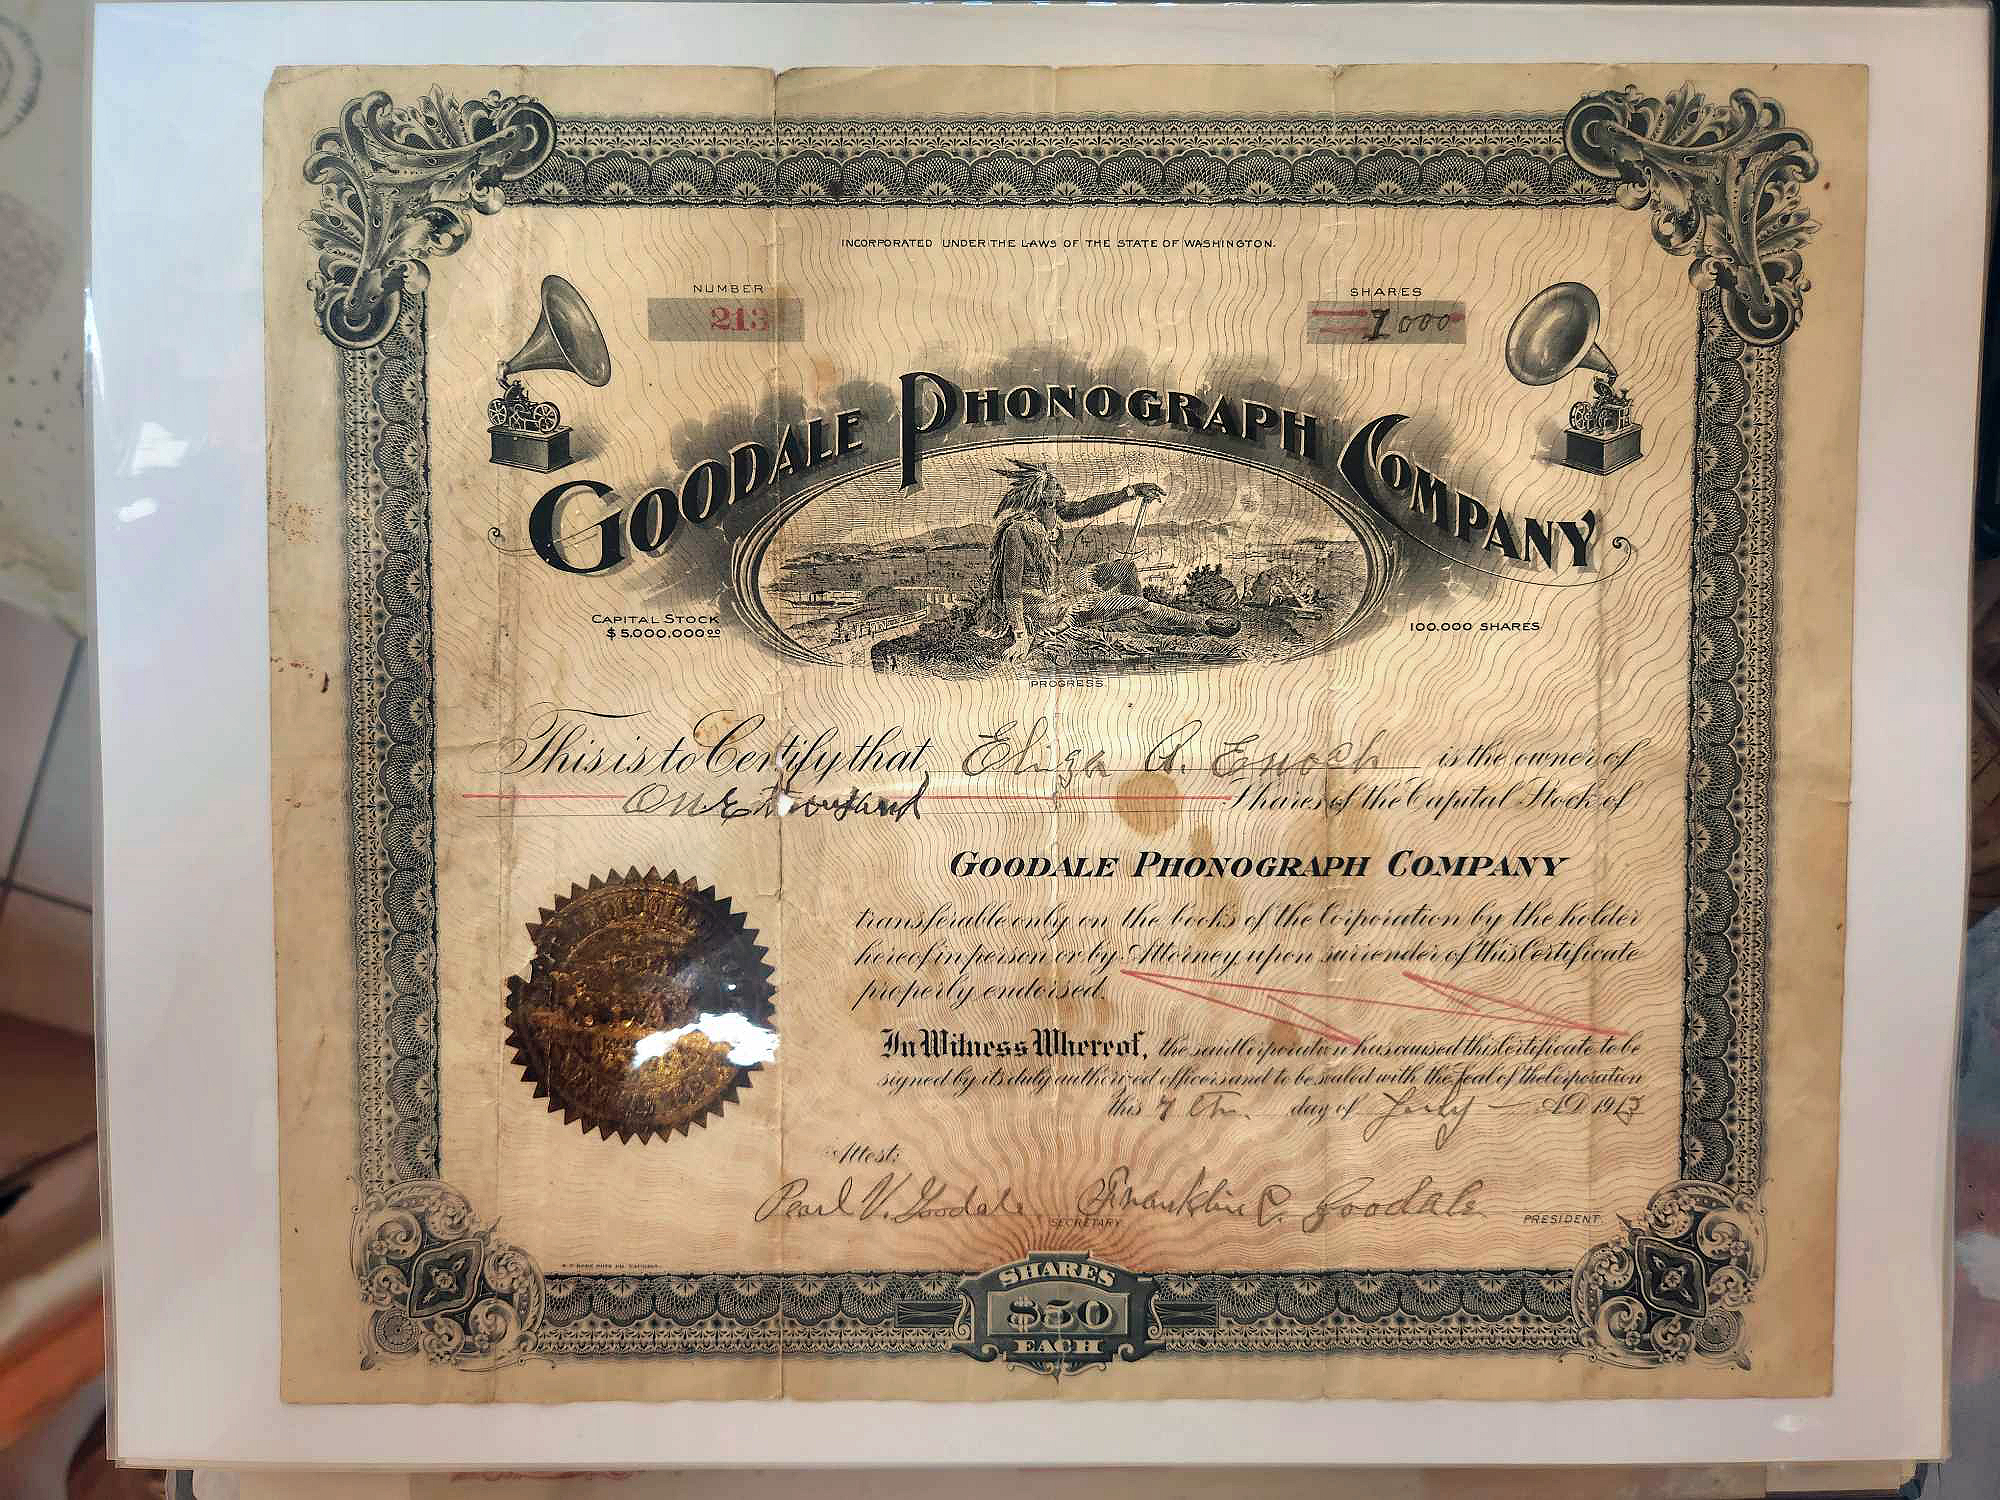 INCORPORATED UNDER THE LAWS OF THE STATE OF WASHINGTON.
NUMBER
213
SHARES
1000
GOODALE PHONOGRAPH COMPANY
CAPITAL STOCK
$5,000,000.00
100,000 SHARES
PROGRESS
This is to Certify that Eliza A. Enoch is the owner of
One thousand Shares of the Capital Stock of
GOODALE PHONOGRAPH COMPANY
transferable only on the books of the Corporation by the holder
hereof in person or by Attorney upon surrender of this Certificate
properly endorsed.
In Witness Whereof, the said Corporation has caused this Certificate to be
signed by its duly authorized officers and to be sealed with the Seal of the Corporation
this 7th. day of July A.D. 1913
Attest:
Pearl V. Goodale Franklin C. Goodale
SECRETARY. PRESIDENT.
SHARES
$50
EACH